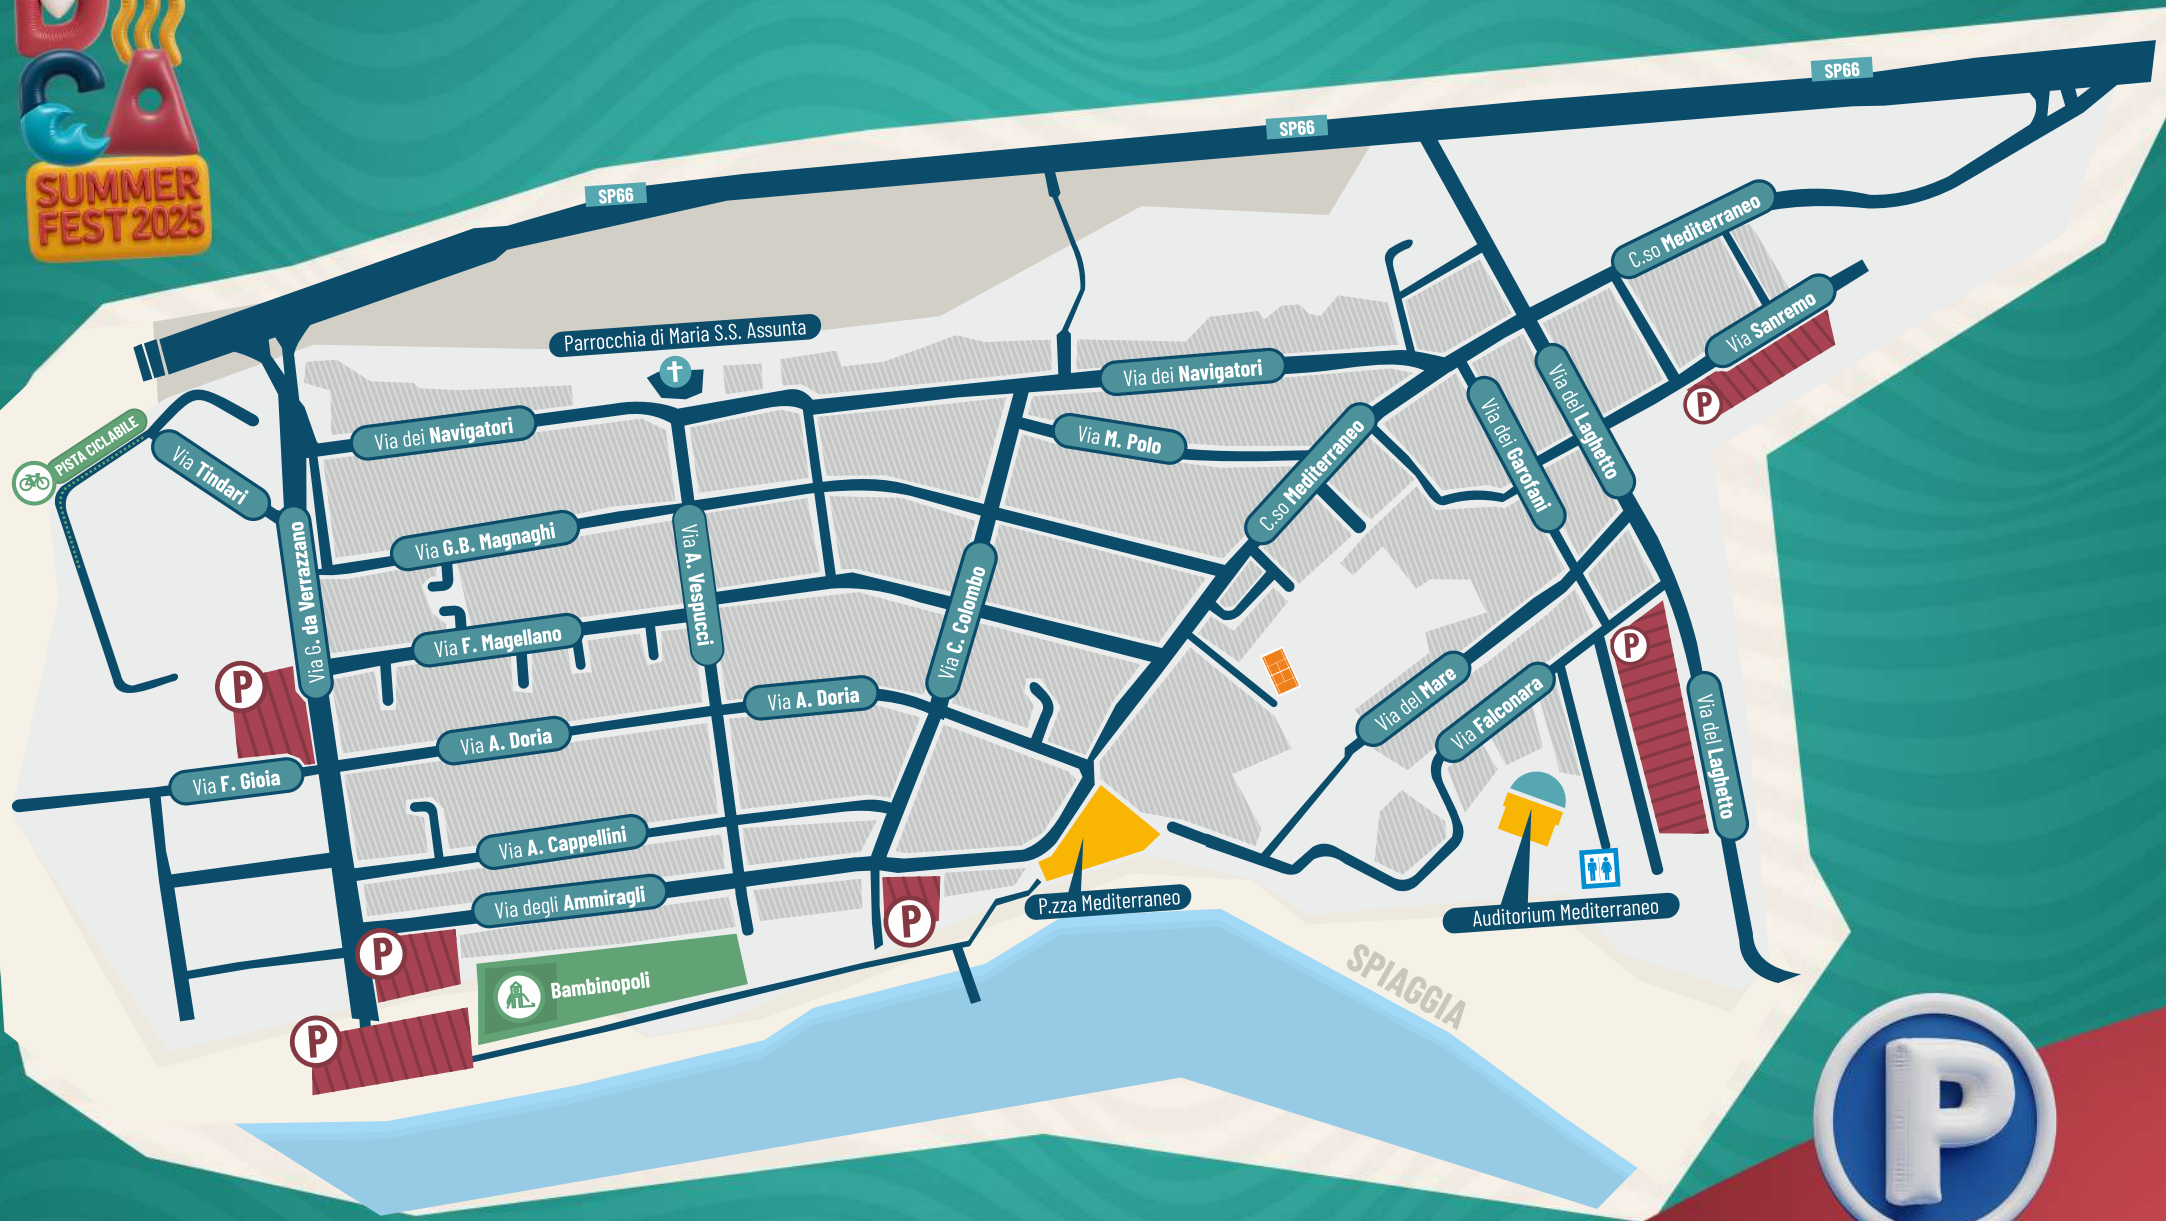 DCA
SUMMER
FEST 2025
SP66
SP66
SP66
C.so Mediterraneo
Via Sanremo
P
Parrocchia di Maria S.S. Assunta
Via dei Navigatori
Via dei Navigatori
Via M. Polo
C.so Mediterraneo
Via dei Garofani
Via del Laghetto
PISTA CICLABILE
Via Tindari
Via G. da Verrazzano
Via G.B. Magnaghi
Via A. Vespucci
Via F. Magellano
Via C. Colombo
P
P
Via A. Doria
Via A. Doria
Via del Mare
Via Falconara
Via del Laghetto
Via F. Gioia
Via A. Cappellini
Via degli Ammiragli
P.zza Mediterraneo
Auditorium Mediterraneo
P
P
Bambinopoli
P
SPIAGGIA
P